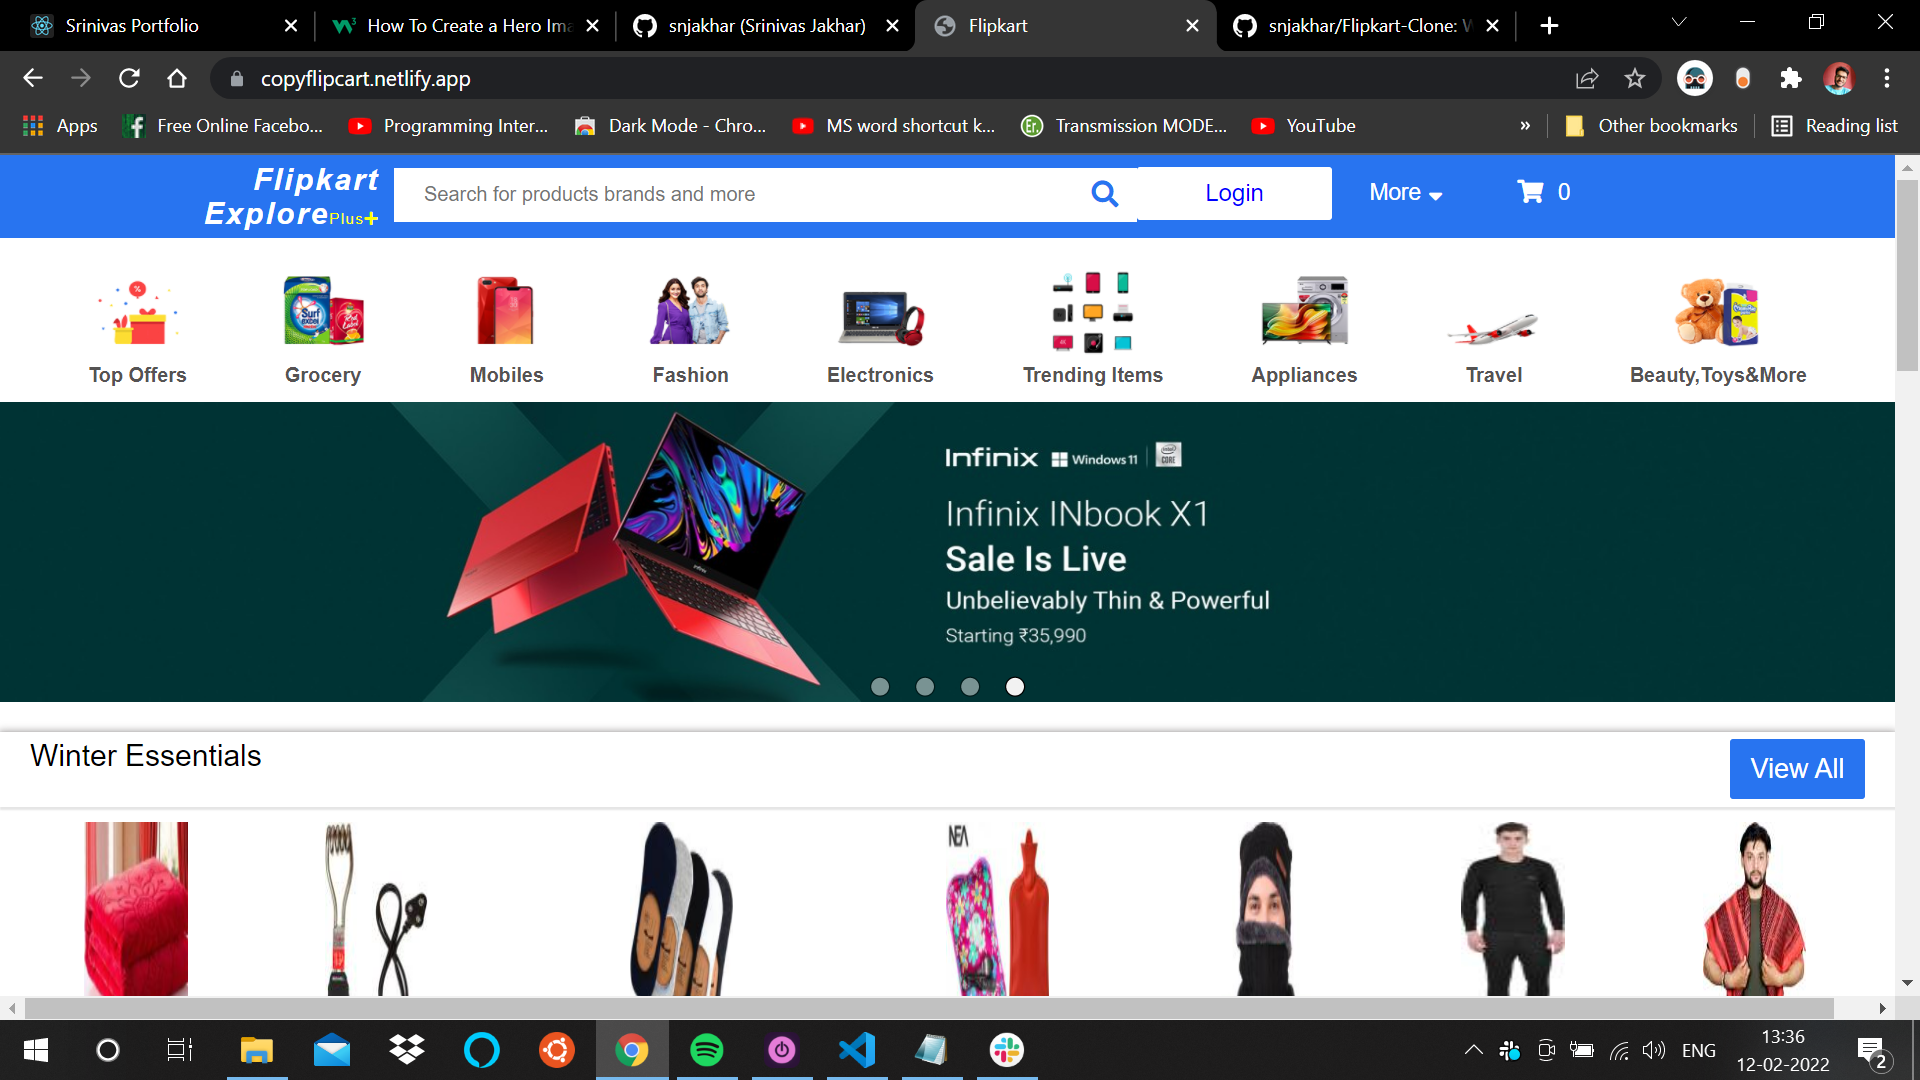 Srinivas Portfolio
How To Create a Hero Ima
snjakhar (Srinivas Jakhar)
Flipkart
snjakhar/Flipkart-Clone: W
copyflipcart.netlify.app
Apps
Free Online Facebo...
Programming Inter...
Dark Mode - Chro...
MS word shortcut k...
Er.
Transmission MODE...
YouTube
»
Other bookmarks
Reading list
Flipkart
ExplorePlus+
Search for products brands and more
Login
More
0
Top Offers
Grocery
Mobiles
Fashion
Electronics
Trending Items
Appliances
Travel
Beauty,Toys&More
Infinix
Windows 11
CORE
Infinix INbook X1
Sale Is Live
Unbelievably Thin & Powerful
Starting ₹35,990
Winter Essentials
View All
NEA
ENG
13:36
12-02-2022
2